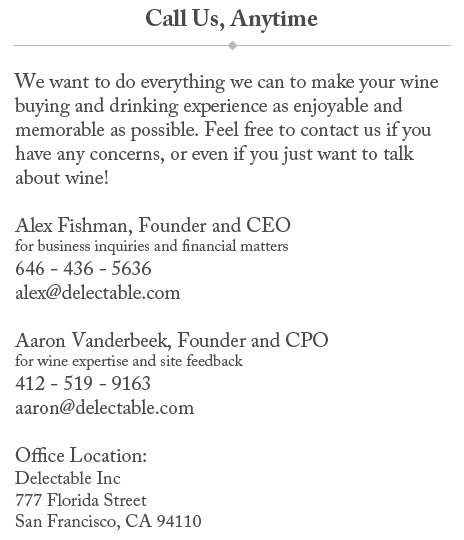 Call Us, Anytime
We want to do everything we can to make your wine
buying and drinking experience as enjoyable and
memorable as possible. Feel free to contact us if you
have any concerns, or even if you just want to talk
about wine!
Alex Fishman, Founder and CEO
for business inquiries and financial matters
646 - 436 - 5636
alex@delectable.com
Aaron Vanderbeek, Founder and CPO
for wine expertise and site feedback
412 - 519 - 9163
aaron@delectable.com
Office Location:
Delectable Inc
777 Florida Street
San Francisco, CA 94110